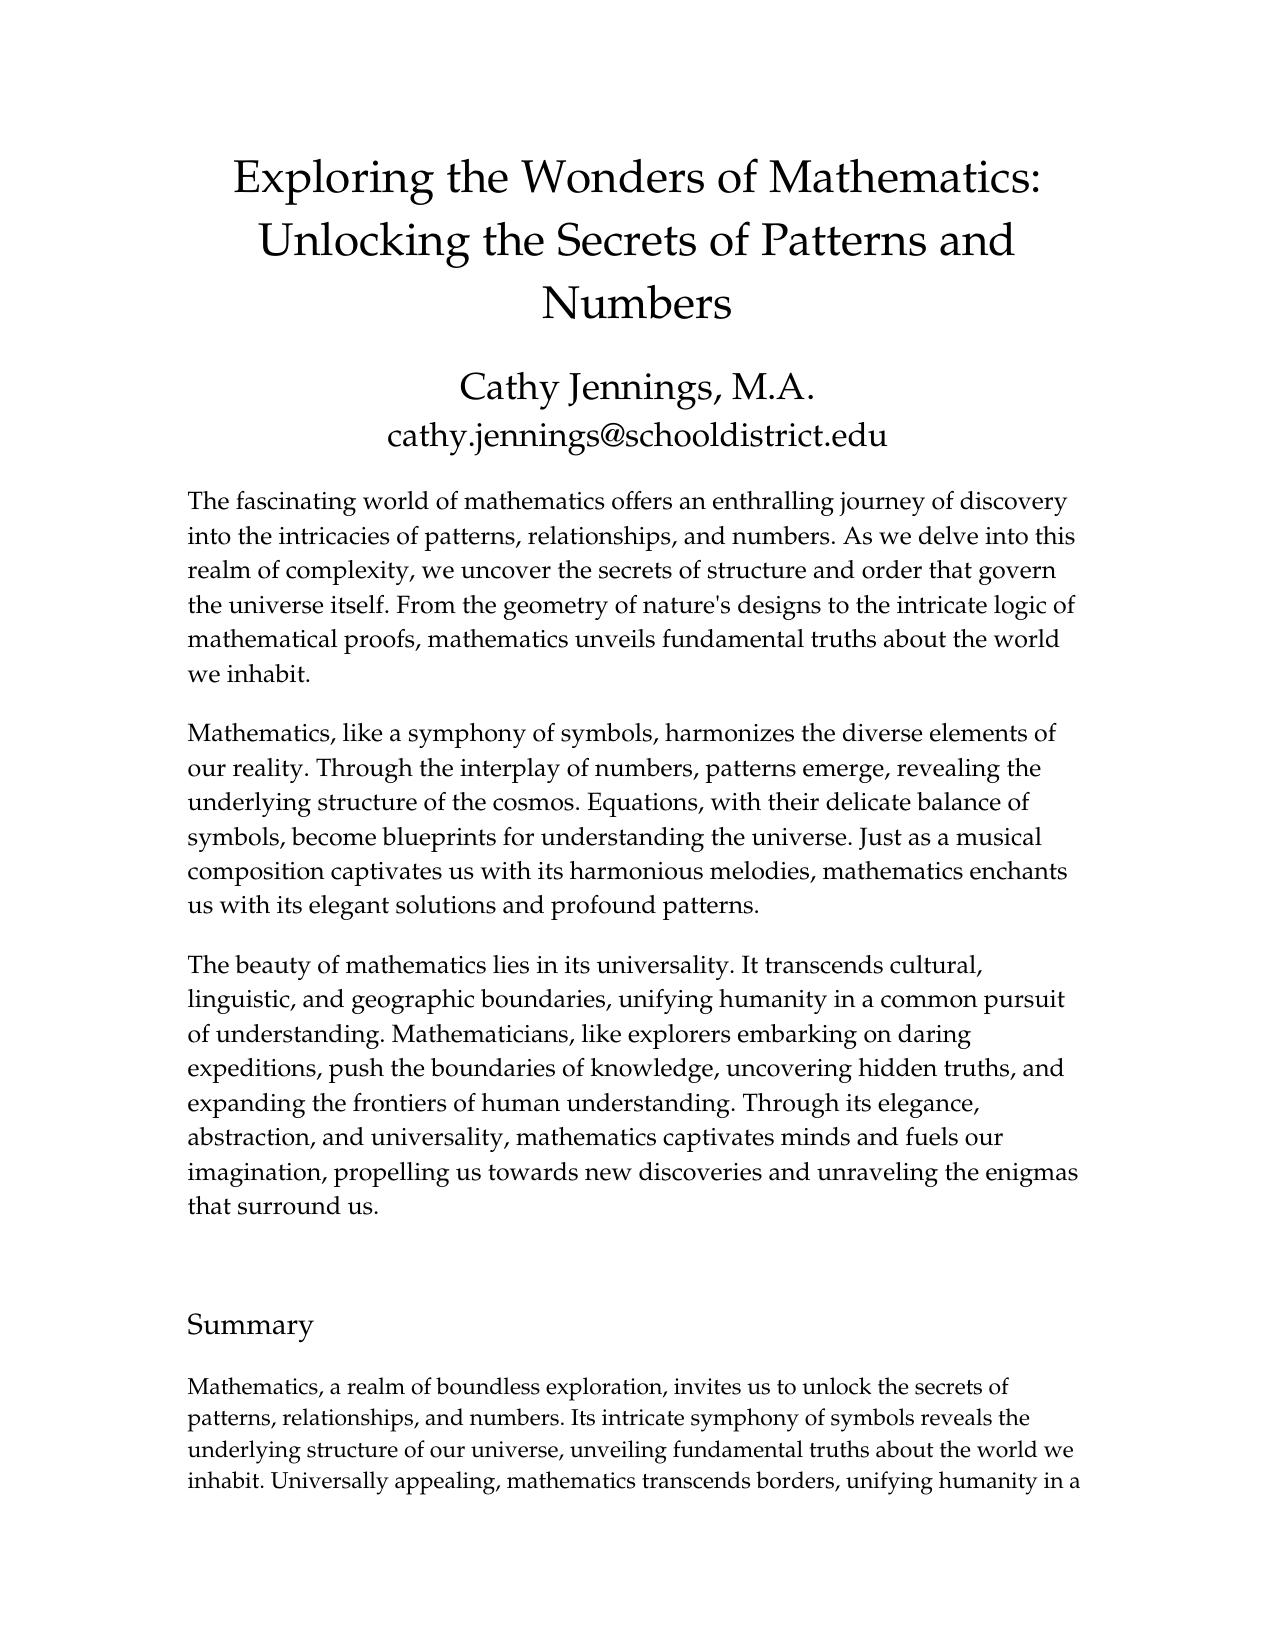 Exploring the Wonders of Mathematics:
Unlocking the Secrets of Patterns and
Numbers
Cathy Jennings, M.A.
cathy.jennings@schooldistrict.edu
The fascinating world of mathematics offers an enthralling journey of discovery
into the intricacies of patterns, relationships, and numbers. As we delve into this
realm of complexity, we uncover the secrets of structure and order that govern
the universe itself. From the geometry of nature's designs to the intricate logic of
mathematical proofs, mathematics unveils fundamental truths about the world
we inhabit.
Mathematics, like a symphony of symbols, harmonizes the diverse elements of
our reality. Through the interplay of numbers, patterns emerge, revealing the
underlying structure of the cosmos. Equations, with their delicate balance of
symbols, become blueprints for understanding the universe. Just as a musical
composition captivates us with its harmonious melodies, mathematics enchants
us with its elegant solutions and profound patterns.
The beauty of mathematics lies in its universality. It transcends cultural,
linguistic, and geographic boundaries, unifying humanity in a common pursuit
of understanding. Mathematicians, like explorers embarking on daring
expeditions, push the boundaries of knowledge, uncovering hidden truths, and
expanding the frontiers of human understanding. Through its elegance,
abstraction, and universality, mathematics captivates minds and fuels our
imagination, propelling us towards new discoveries and unraveling the enigmas
that surround us.
Summary
Mathematics, a realm of boundless exploration, invites us to unlock the secrets of
patterns, relationships, and numbers. Its intricate symphony of symbols reveals the
underlying structure of our universe, unveiling fundamental truths about the world we
inhabit. Universally appealing, mathematics transcends borders, unifying humanity in a